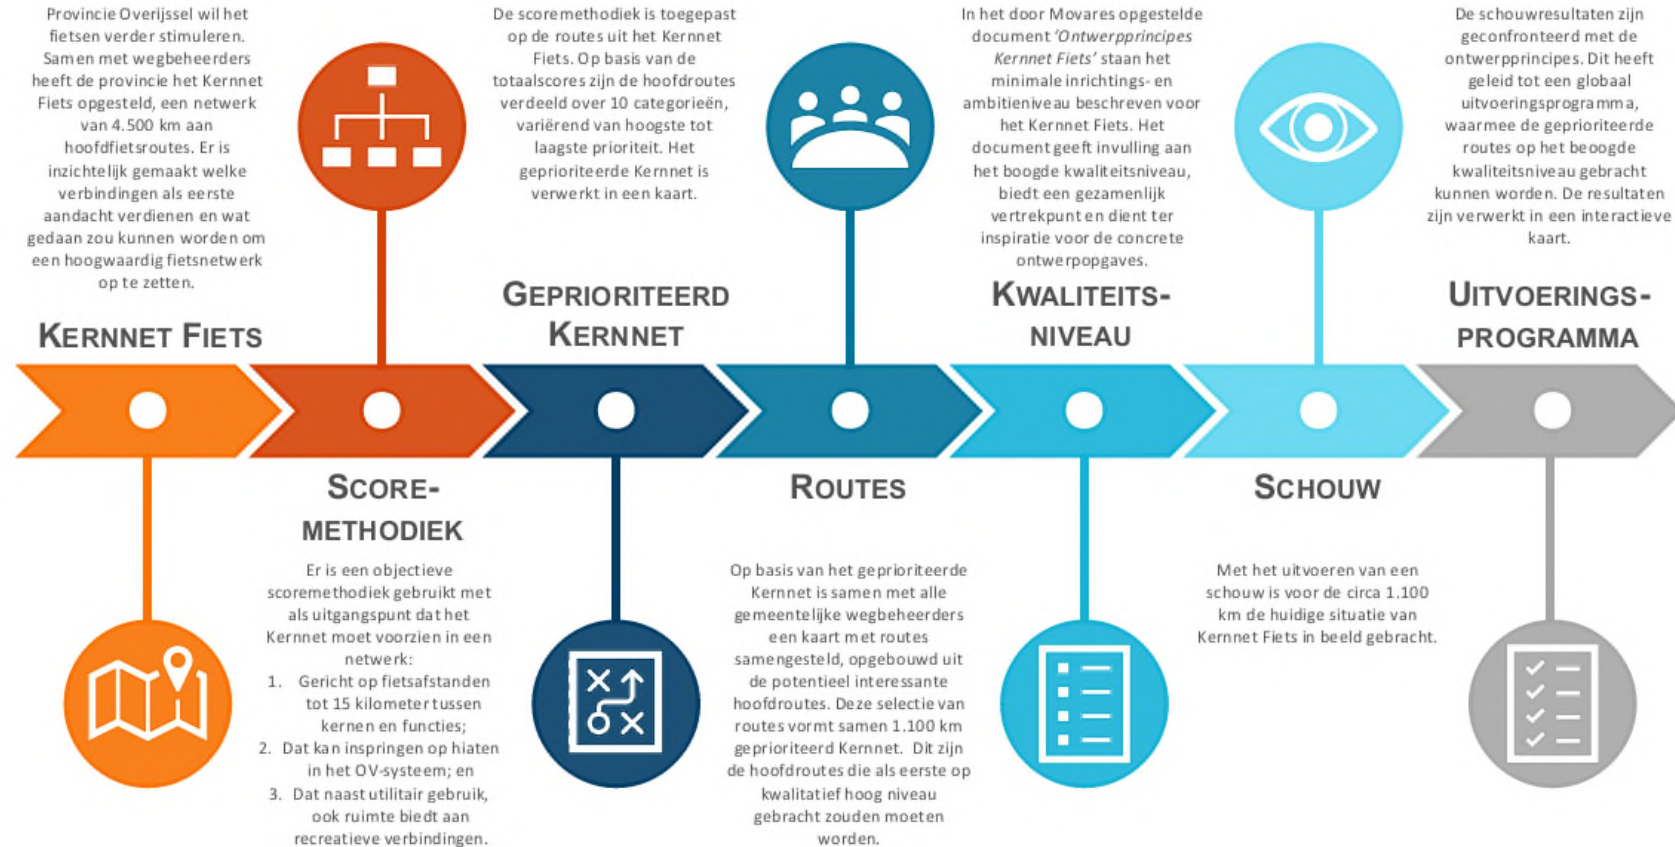 Provincie Overijssel wil het
fietsen verder stimuleren.
Samen met wegbeheerders
heeft de provincie het Kernnet
Fiets opgesteld, een netwerk
van 4.500 km aan
hoofdfietsroutes. Er is
inzichtelijk gemaakt welke
verbindingen als eerste
aandacht verdienen en wat
gedaan zou kunnen worden om
een hoogwaardig fietsnetwerk
op te zetten.
KERNNET FIETS
SCORE-
METHODIEK
Er is een objectieve
scoremethodiek gebruikt met
als uitgangspunt dat het
Kernnet moet voorzien in een
netwerk:
1. Gericht op fietsafstanden
tot 15 kilometer tussen
kernen en functies;
2. Dat kan inspringen op hiaten
in het OV-systeem; en
3. Dat naast utilitair gebruik,
ook ruimte biedt aan
recreatieve verbindingen.
De scoremethodiek is toegepast
op de routes uit het Kernnet
Fiets. Op basis van de
totaalscores zijn de hoofdroutes
verdeeld over 10 categorieën,
variërend van hoogste tot
laagste prioriteit. Het
geprioriteerde Kernnet is
verwerkt in een kaart.
GEPRIORITEERD
KERNNET
ROUTES
Op basis van het geprioriteerde
Kernnet is samen met alle
gemeentelijke wegbeheerders
een kaart met routes
samengesteld, opgebouwd uit
de potentieel interessante
hoofdroutes. Deze selectie van
routes vormt samen 1.100 km
geprioriteerd Kernnet. Dit zijn
de hoofdroutes die als eerste op
kwalitatief hoog niveau
gebracht zouden moeten
worden.
In het door Movares opgestelde
document 'Ontwerpprincipes
Kernnet Fiets' staan het
minimale inrichtings- en
ambitieniveau beschreven voor
het Kernnet Fiets. Het
document geeft invulling aan
het boogde kwaliteitsniveau,
biedt een gezamenlijk
vertrekpunt en dient ter
inspiratie voor de concrete
ontwerpopgaves.
KWALITEITS-
NIVEAU
SCHOUW
Met het uitvoeren van een
schouw is voor de circa 1.100
km de huidige situatie van
Kernnet Fiets in beeld gebracht.
De schouwresultaten zijn
geconfronteerd met de
ontwerpprincipes. Dit heeft
geleid tot een globaal
uitvoeringsprogramma,
waarmee de geprioriteerde
routes op het beoogde
kwaliteitsniveau gebracht
kunnen worden. De resultaten
zijn verwerkt in een interactieve
kaart.
UITVOERINGS-
PROGRAMMA